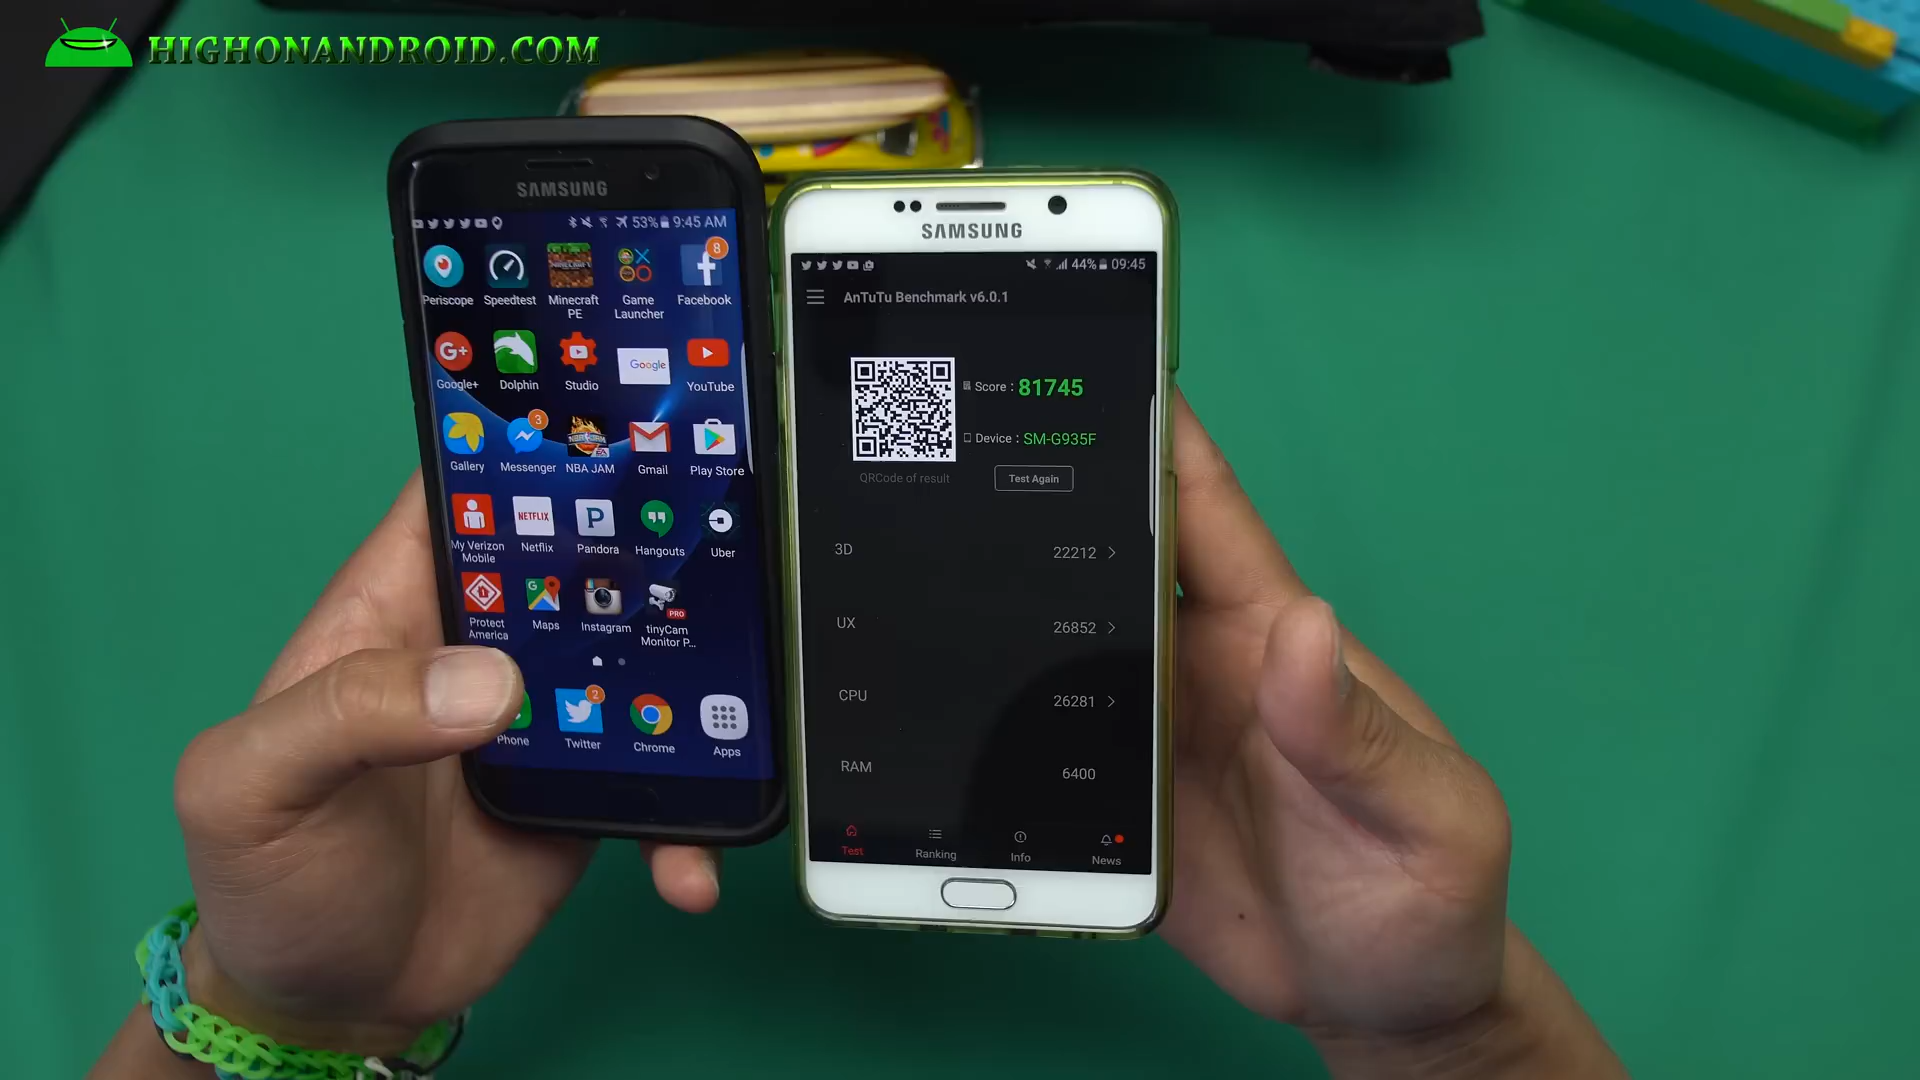 HIGHONANDROID.COM
SAMSUNG
53% 9:45 AM
Periscope Speedtest Minecraft PE Game Launcher Facebook 8
Google+ Dolphin Studio Google YouTube
Gallery Messenger 3 NBA JAM Gmail Play Store
My Verizon Mobile NETFLIX Netflix Pandora Hangouts Uber
Protect America Maps Instagram PRO tinyCam Monitor P...
Phone Twitter 2 Chrome Apps
SAMSUNG
44% 09:45
AnTuTu Benchmark v6.0.1
Score : 81745
Device : SM-G935F
QRCode of result
Test Again
3D 22212
UX 26852
CPU 26281
RAM 6400
Test Ranking Info News